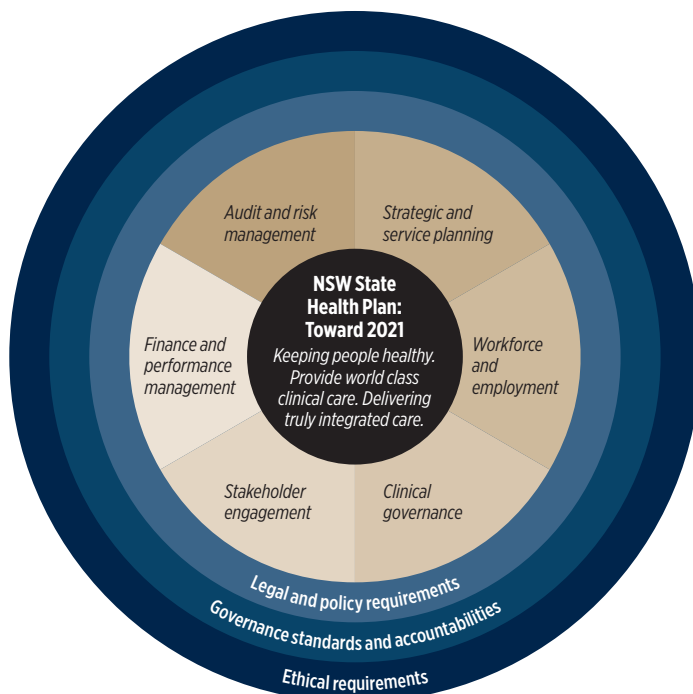 Audit and risk
management
Strategic and
service planning
NSW State
Health Plan:
Toward 2021
Keeping people healthy.
Provide world class
clinical care. Delivering
truly integrated care.
Finance and
performance
management
Workforce
and
employment
Stakeholder
engagement
Clinical
governance
Legal and policy requirements
Governance standards and accountabilities
Ethical requirements